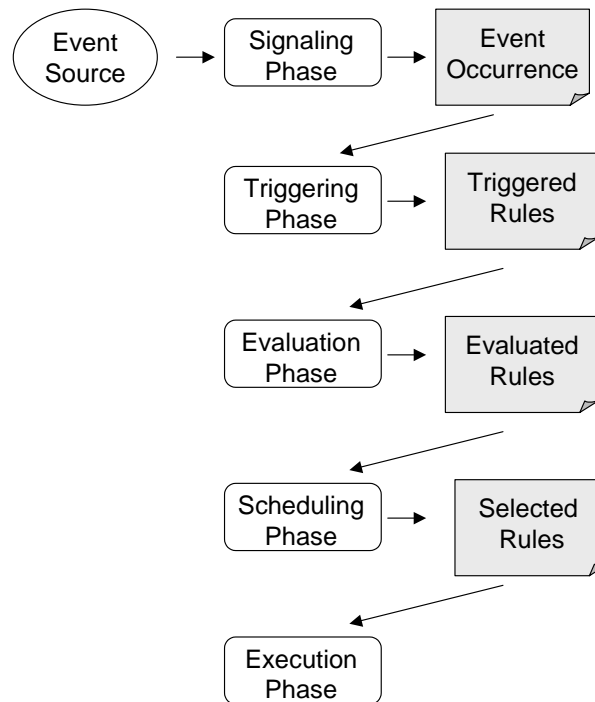 Event
Source
Signaling
Phase
Event
Occurrence
Triggering
Phase
Triggered
Rules
Evaluation
Phase
Evaluated
Rules
Scheduling
Phase
Selected
Rules
Execution
Phase